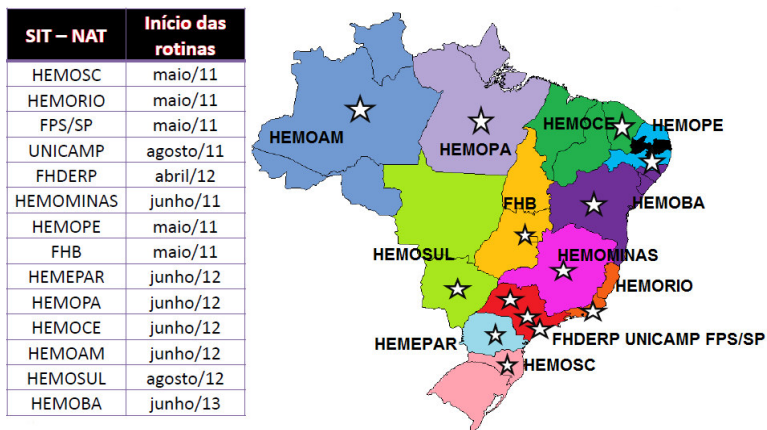 SIT – NAT Início das rotinas
HEMOSC maio/11
HEMORIO maio/11
FPS/SP maio/11
UNICAMP agosto/11
FHDERP abril/12
HEMOMINAS junho/11
HEMOPE maio/11
FHB maio/11
HEMEPAR junho/12
HEMOPA junho/12
HEMOCE junho/12
HEMOAM junho/12
HEMOSUL agosto/12
HEMOBA junho/13
HEMOAM
HEMOPA
HEMOCE
HEMOPE
FHB
HEMOBA
HEMOSUL
HEMOMINAS
HEMORIO
HEMEPAR
FHDERP UNICAMP FPS/SP
HEMOSC